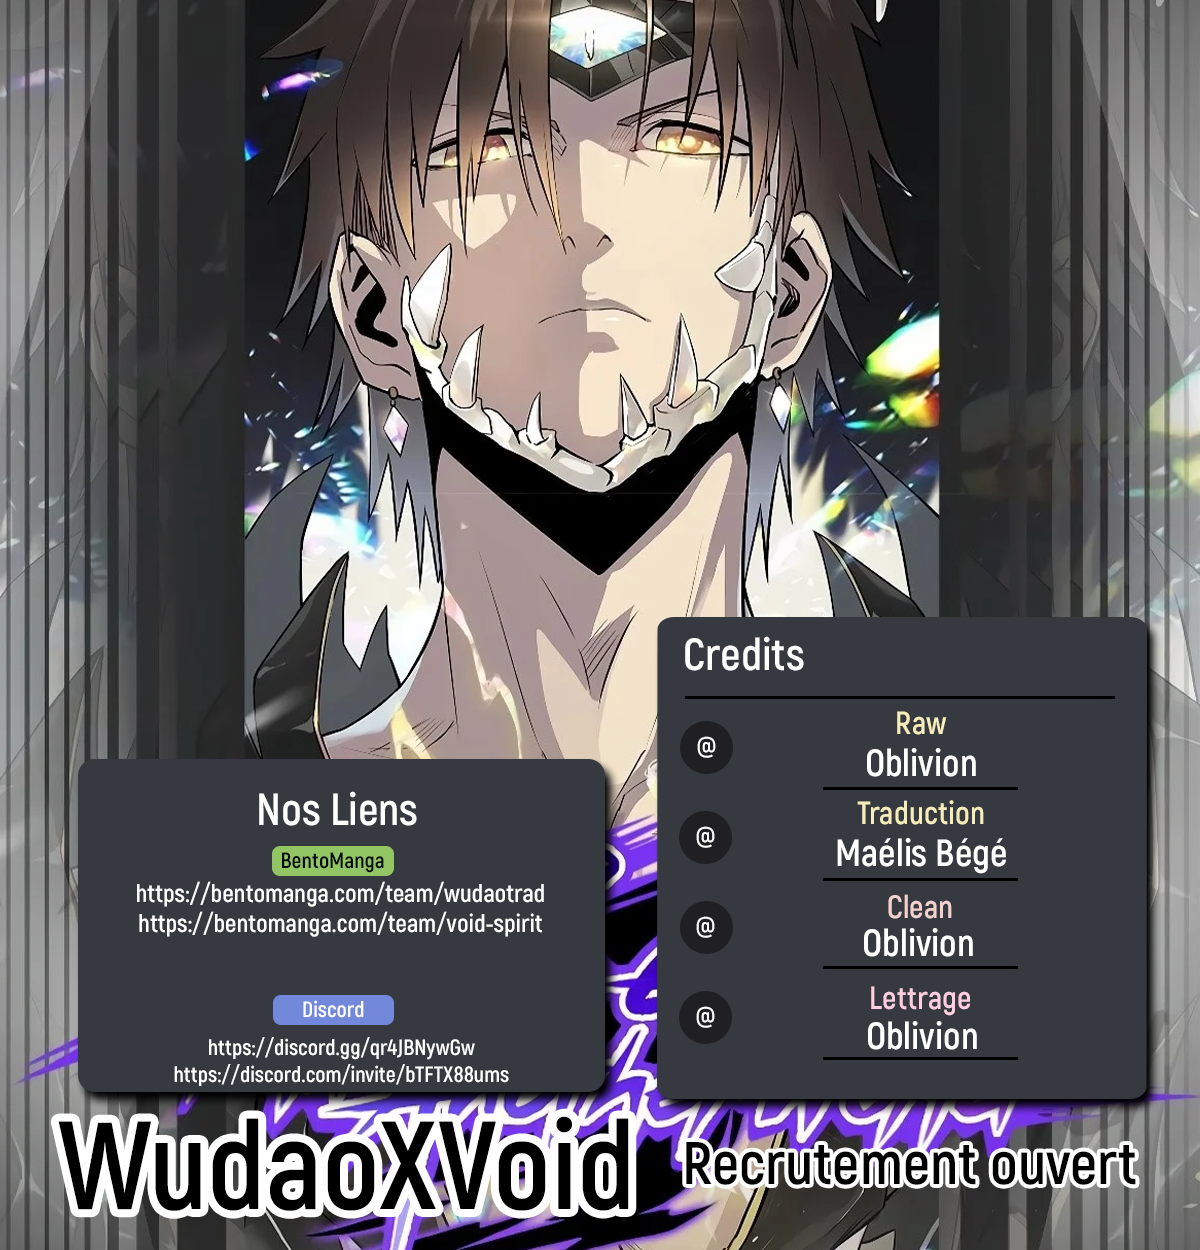 Credits
@
Raw
Oblivion
@
Traduction
Maélis Bégé
@
Clean
Oblivion
@
Lettrage
Oblivion
Nos Liens
BentoManga
https://bentomanga.com/team/wudaotrad
https://bentomanga.com/team/void-spirit
Discord
https://discord.gg/qr4JBNywGw
https://discord.com/invite/bTFTX88ums
WudaoXVoid
Recrutement ouvert